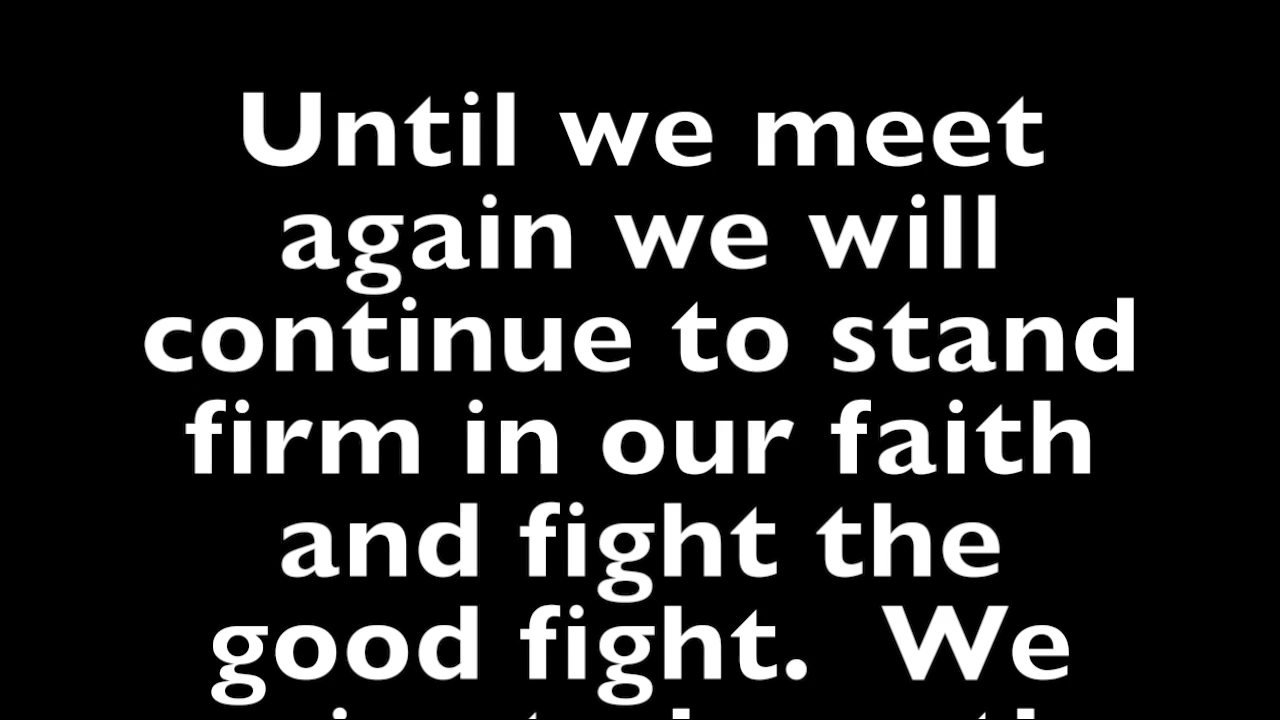 Until we meet
again we will
continue to stand
firm in our faith
and fight the
good fight.  We